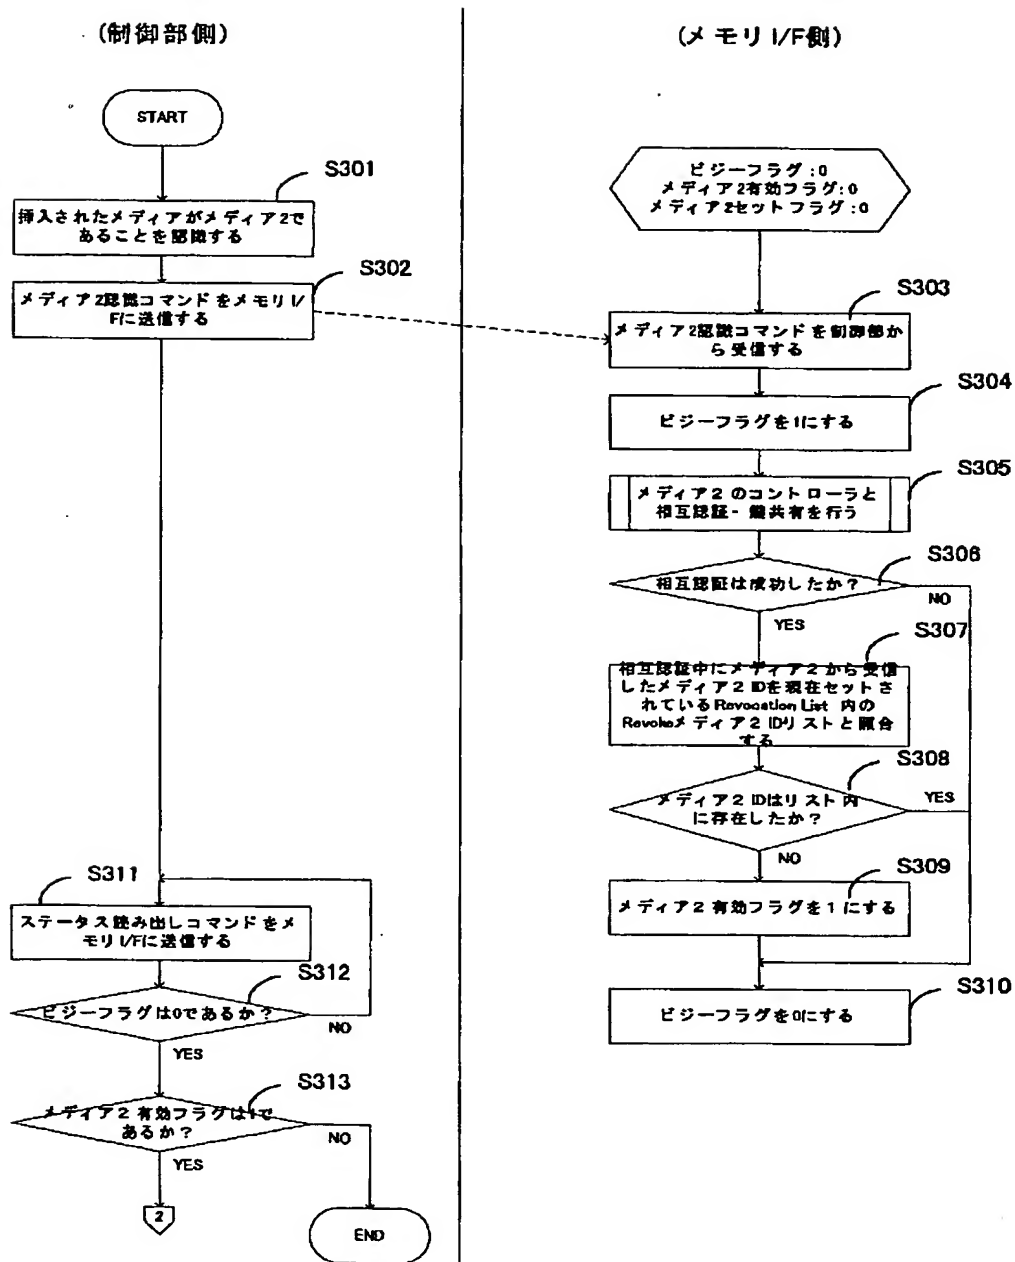 (制御部側)
START
S301
挿入されたメディアがメディア2で
あることを認識する
S302
メディア2認識コマンドをメモリI/
Fに送信する
S311
ステータス読み出しコマンドをメ
モリI/Fに送信する
S312
ビジーフラグは0であるか?
NO
YES
S313
メディア2有効フラグは1で
あるか?
NO
YES
2
END
(メモリI/F側)
ビジーフラグ:0
メディア2有効フラグ:0
メディア2セットフラグ:0
S303
メディア2認識コマンドを制御部か
ら受信する
S304
ビジーフラグを1にする
S305
メディア2のコントローラと
相互認証-鍵共有を行う
S306
相互認証は成功したか?
NO
YES
S307
相互認証中にメディア2から受信
したメディア2 IDを現在セットさ
れているRevocation List 内の
Revokeメディア2 IDリストと照合
する
S308
メディア2 IDはリスト内
に存在したか?
YES
NO
S309
メディア2有効フラグを1にする
S310
ビジーフラグを0にする